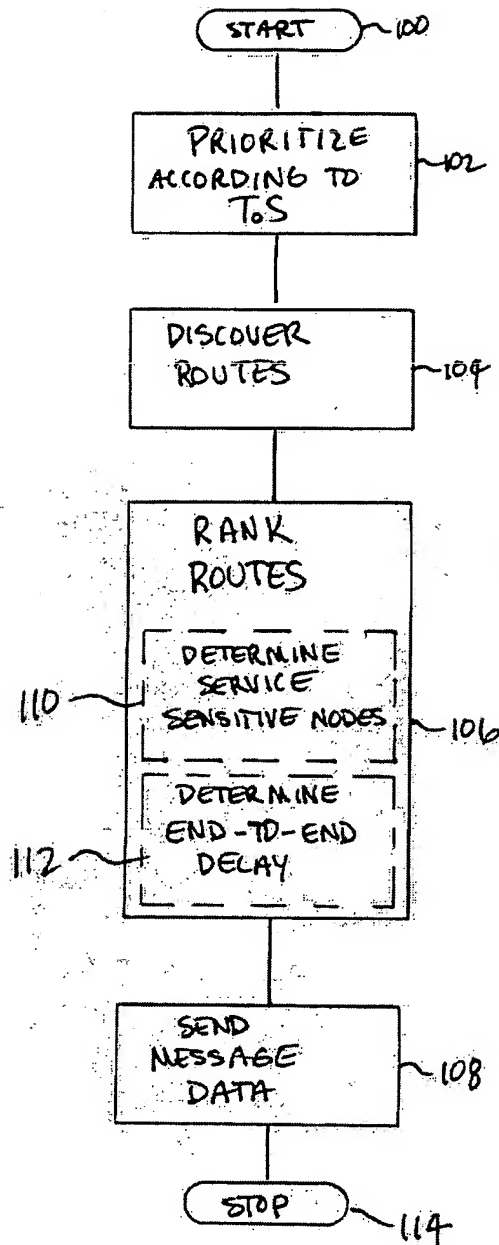 START
100
PRIORITIZE
ACCORDING TO
ToS
102
DISCOVER
ROUTES
104
RANK
ROUTES
DETERMINE
SERVICE
SENSITIVE NODES
110
106
DETERMINE
END-TO-END
DELAY
112
SEND
MESSAGE
DATA
108
STOP
114